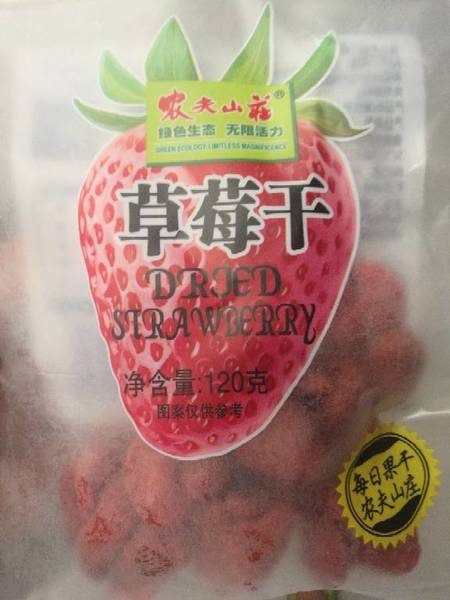 农夫山莊®
绿色生态 无限活力
GREEN ECOLOGY LIMITLESS MAGNIFICENCE
草莓干
DRIED
STRAWBERRY
净含量:120克
图案仅供参考
每日果干
农夫山庄